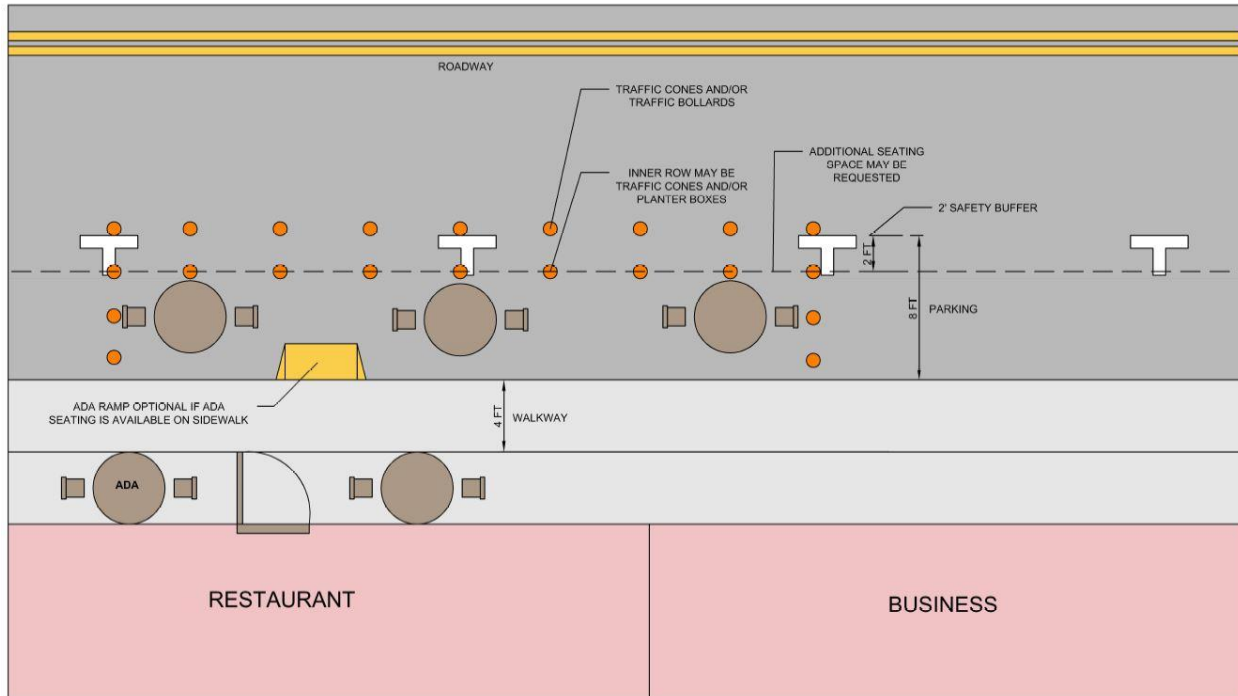 ROADWAY
TRAFFIC CONES AND/OR
TRAFFIC BOLLARDS
ADDITIONAL SEATING
SPACE MAY BE
REQUESTED
INNER ROW MAY BE
TRAFFIC CONES AND/OR
PLANTER BOXES
2' SAFETY BUFFER
2 FT
8 FT
PARKING
ADA RAMP OPTIONAL IF ADA
SEATING IS AVAILABLE ON SIDEWALK
4 FT
WALKWAY
ADA
RESTAURANT
BUSINESS